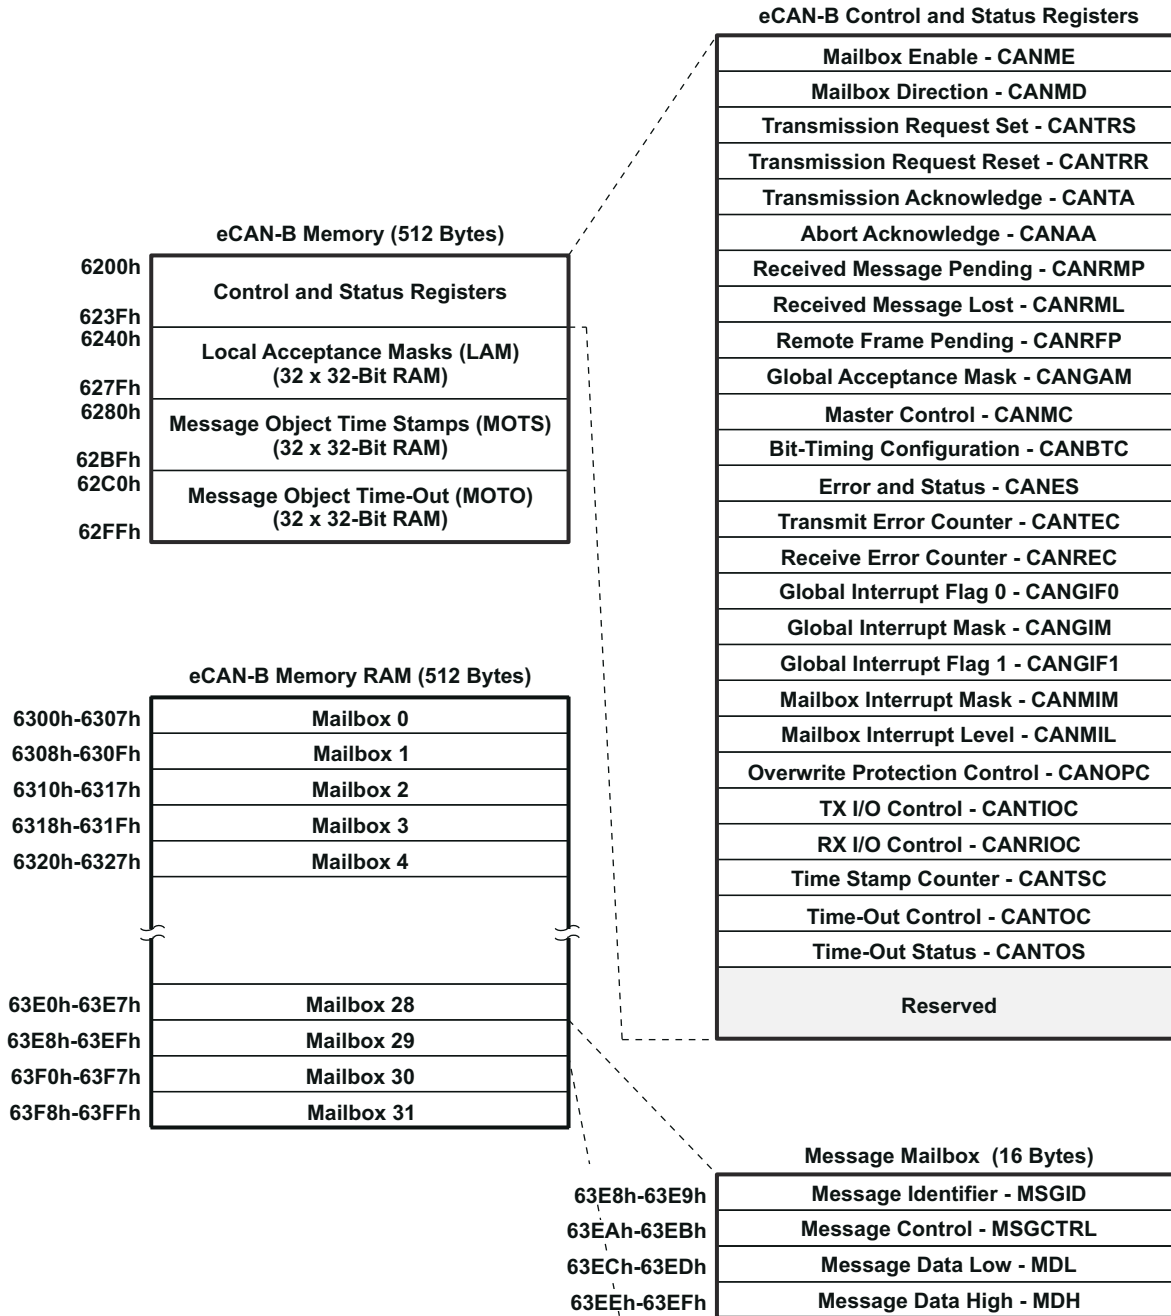 eCAN-B Control and Status Registers
Mailbox Enable - CANME
Mailbox Direction - CANMD
Transmission Request Set - CANTRS
Transmission Request Reset - CANTRR
Transmission Acknowledge - CANTA
Abort Acknowledge - CANAA
Received Message Pending - CANRMP
Received Message Lost - CANRML
Remote Frame Pending - CANRFP
Global Acceptance Mask - CANGAM
Master Control - CANMC
Bit-Timing Configuration - CANBTC
Error and Status - CANES
Transmit Error Counter - CANTEC
Receive Error Counter - CANREC
Global Interrupt Flag 0 - CANGIF0
Global Interrupt Mask - CANGIM
Global Interrupt Flag 1 - CANGIF1
Mailbox Interrupt Mask - CANMIM
Mailbox Interrupt Level - CANMIL
Overwrite Protection Control - CANOPC
TX I/O Control - CANTIOC
RX I/O Control - CANRIOC
Time Stamp Counter - CANTSC
Time-Out Control - CANTOC
Time-Out Status - CANTOS
Reserved
eCAN-B Memory (512 Bytes)
6200h
Control and Status Registers
623Fh
6240h
Local Acceptance Masks (LAM)
(32 x 32-Bit RAM)
627Fh
6280h
Message Object Time Stamps (MOTS)
(32 x 32-Bit RAM)
62BFh
62C0h
Message Object Time-Out (MOTO)
(32 x 32-Bit RAM)
62FFh
eCAN-B Memory RAM (512 Bytes)
6300h-6307h Mailbox 0
6308h-630Fh Mailbox 1
6310h-6317h Mailbox 2
6318h-631Fh Mailbox 3
6320h-6327h Mailbox 4
63E0h-63E7h Mailbox 28
63E8h-63EFh Mailbox 29
63F0h-63F7h Mailbox 30
63F8h-63FFh Mailbox 31
Message Mailbox (16 Bytes)
63E8h-63E9h Message Identifier - MSGID
63EAh-63EBh Message Control - MSGCTRL
63ECh-63EDh Message Data Low - MDL
63EEh-63EFh Message Data High - MDH